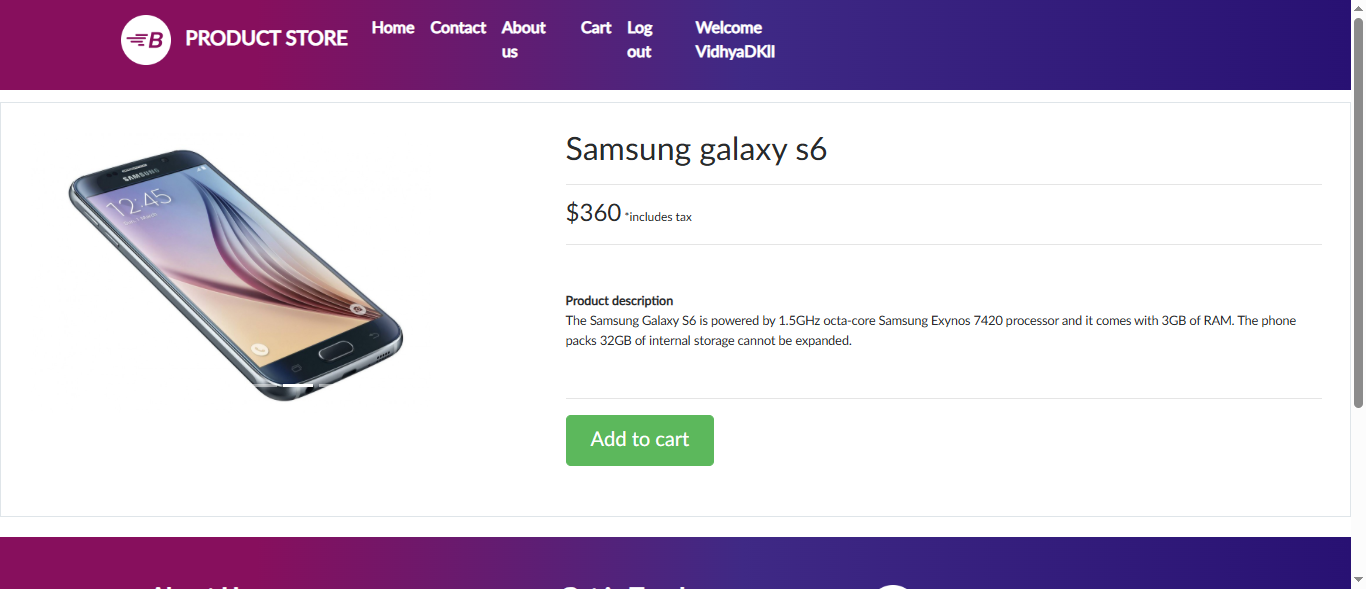 B PRODUCT STORE Home Contact About us Cart Log out Welcome VidhyaDKII
SAMSUNG
12:45
Samsung galaxy s6
$360 *includes tax
Product description
The Samsung Galaxy S6 is powered by 1.5GHz octa-core Samsung Exynos 7420 processor and it comes with 3GB of RAM. The phone
packs 32GB of internal storage cannot be expanded.
Add to cart